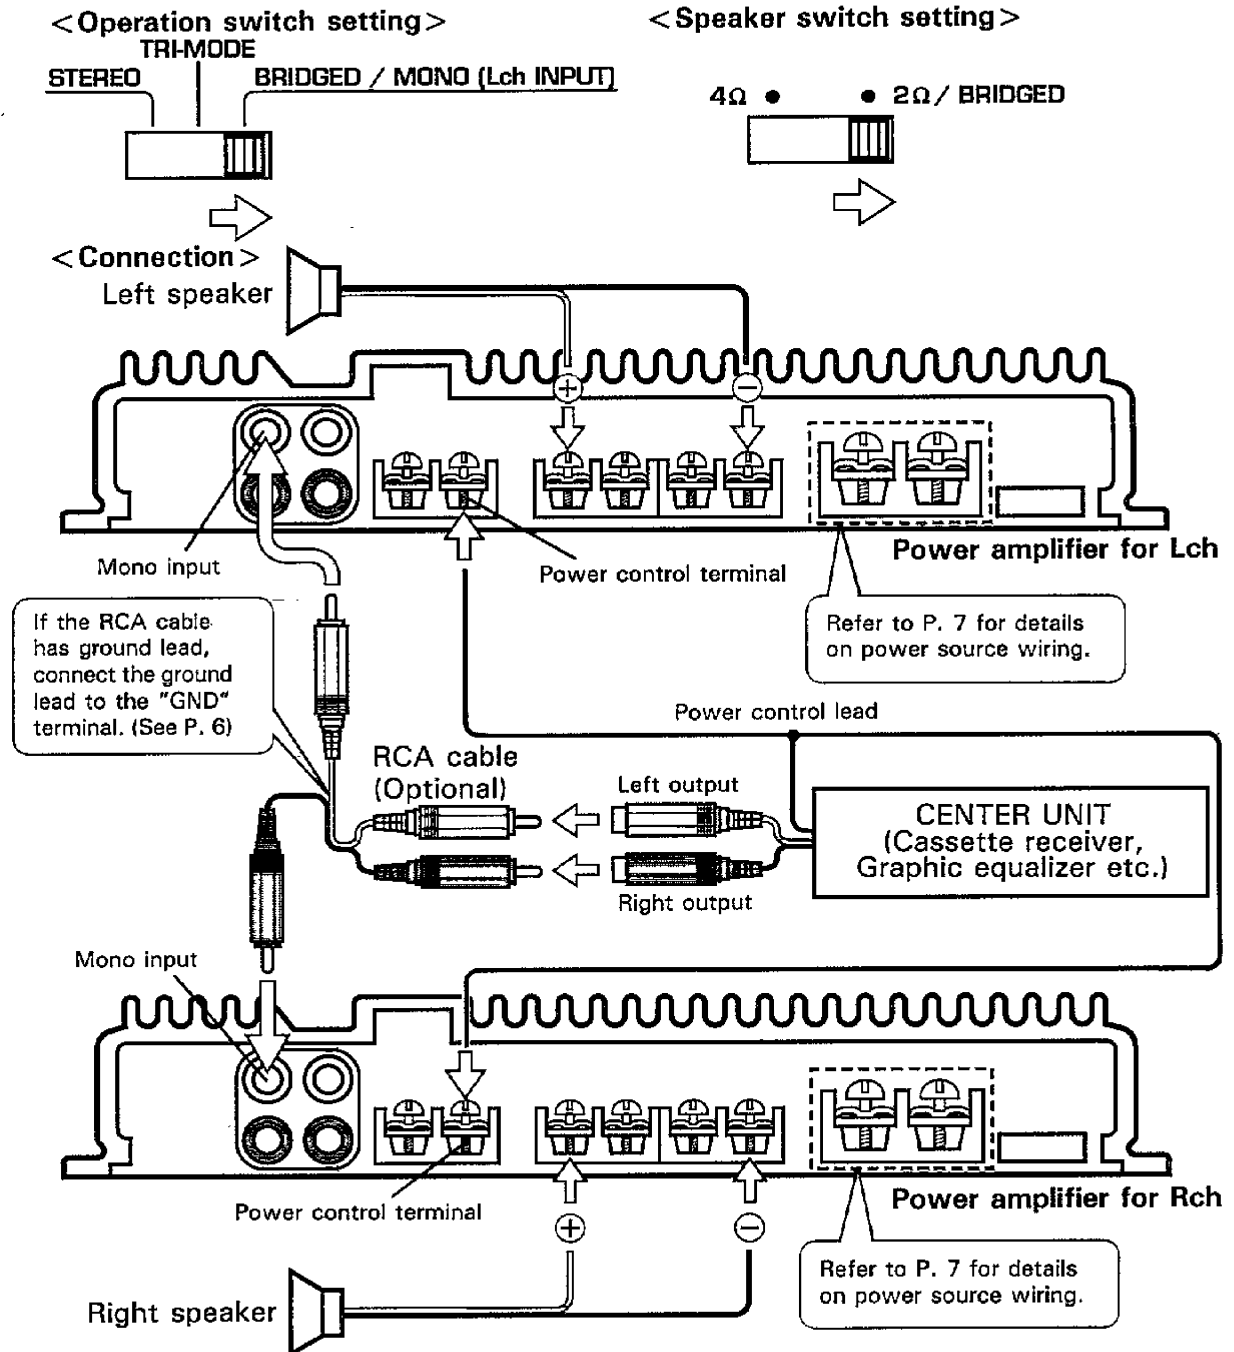 <Operation switch setting>
TRI-MODE
STEREO
BRIDGED / MONO (Lch INPUT)
<Speaker switch setting>
4Ω ● ● 2Ω/ BRIDGED
<Connection>
Left speaker
+
−
Mono input
Power control terminal
Power amplifier for Lch
If the RCA cable
has ground lead,
connect the ground
lead to the "GND"
terminal. (See P. 6)
Refer to P. 7 for details
on power source wiring.
Power control lead
RCA cable
(Optional)
Left output
CENTER UNIT
(Cassette receiver,
Graphic equalizer etc.)
Right output
Mono input
Power control terminal
Power amplifier for Rch
+
−
Refer to P. 7 for details
on power source wiring.
Right speaker